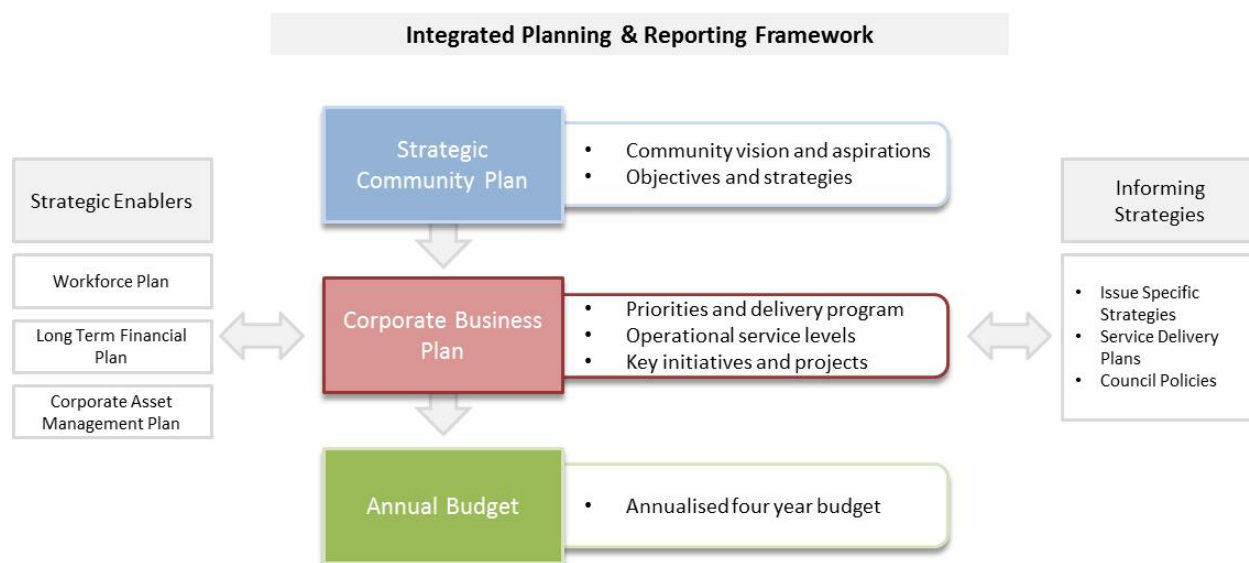 Integrated Planning & Reporting Framework
Strategic
Community Plan
• Community vision and aspirations
• Objectives and strategies
Strategic Enablers
Workforce Plan
Long Term Financial
Plan
Corporate Asset
Management Plan
Corporate Business
Plan
• Priorities and delivery program
• Operational service levels
• Key initiatives and projects
Informing
Strategies
• Issue Specific
Strategies
• Service Delivery
Plans
• Council Policies
Annual Budget
• Annualised four year budget